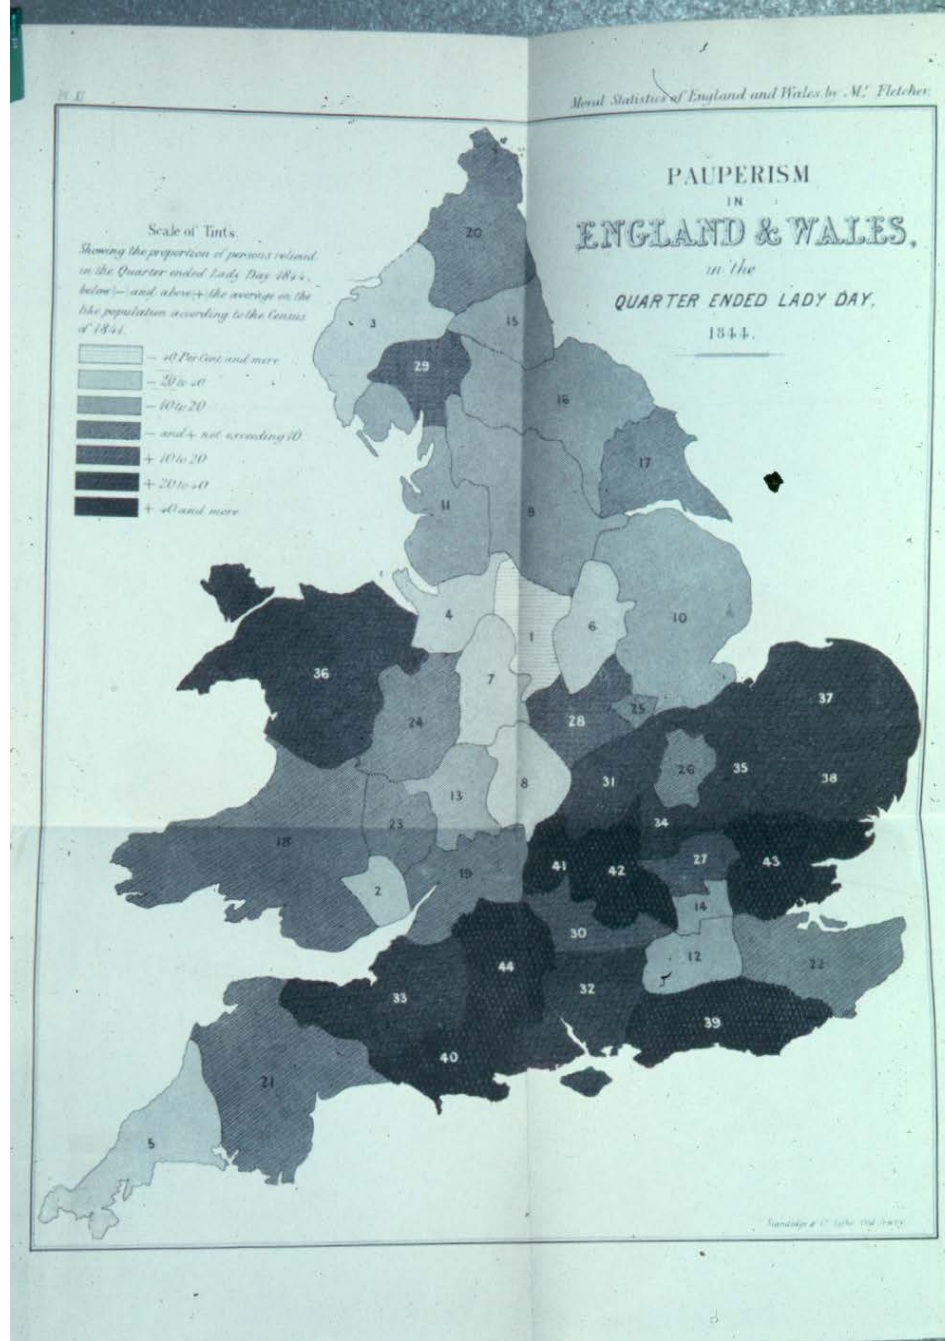 Moral Statistics of England and Wales by Mr. Fletcher.
PAUPERISM
IN
ENGLAND & WALES,
in the
QUARTER ENDED LADY DAY,
1844.
Scale of Tints.
Showing the proportion of persons relieved
in the Quarter ended Lady Day 1844,
below (-) and above (+) the average on the
like population according to the Census
of 1841.
- 40 Per Cent. and more
- 20 to 40
- 10 to 20
- and + not exceeding 10.
+ 10 to 20
+ 20 to 40
+ 40 and more
20
3
15
29
16
17
11
9
4
1
6
10
36
7
24
28
25
37
31
26
35
38
13
8
34
23
18
41
42
27
43
19
2
14
30
12
22
44
33
32
39
40
21
5
Standidge & Co. Litho. Old Jewry.